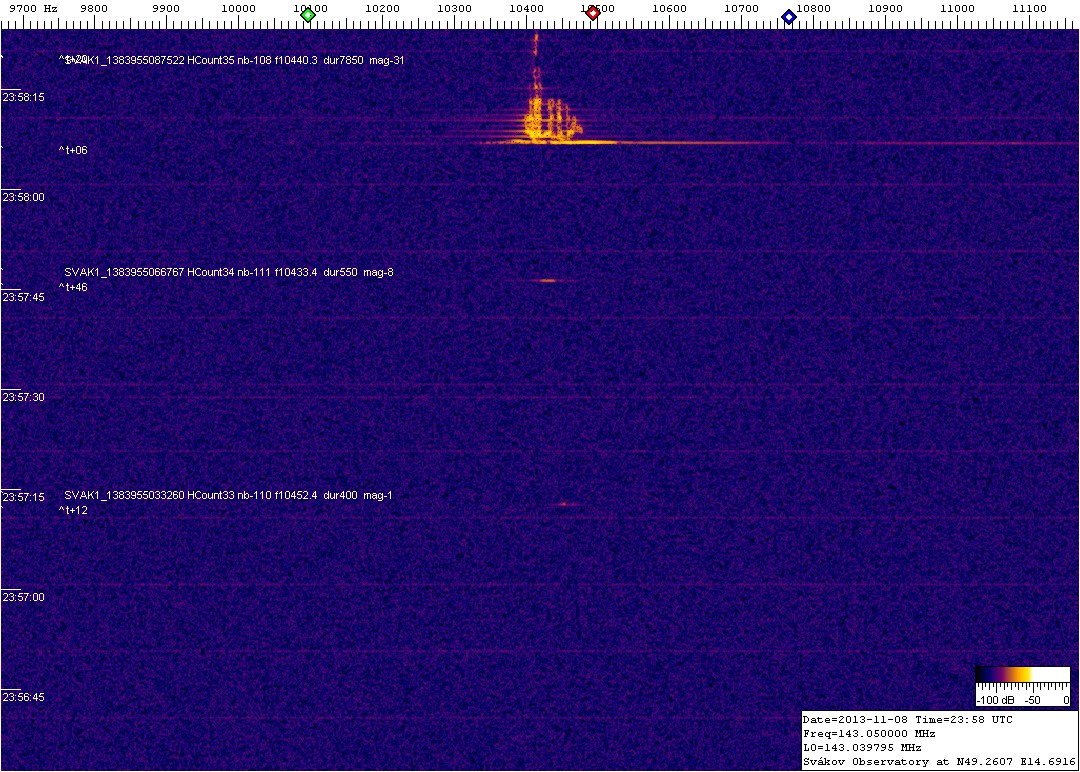 9700 Hz 9800 9900 10000 10100 10200 10300 10400 10500 10600 10700 10800 10900 11000 11100
^t+20
SVAK1_1383955087522 HCount35 nb-108 f10440.3 dur7850 mag-31
23:58:15
^t+06
23:58:00
SVAK1_1383955066767 HCount34 nb-111 f10433.4 dur550 mag-8
^t+46
23:57:45
23:57:30
SVAK1_1383955033260 HCount33 nb-110 f10452.4 dur400 mag-1
23:57:15
^t+12
23:57:00
23:56:45
-100 dB -50 0
Date=2013-11-08 Time=23:58 UTC
Freq=143.050000 MHz
L0=143.039795 MHz
Svákov Observatory at N49.2607 E14.6916